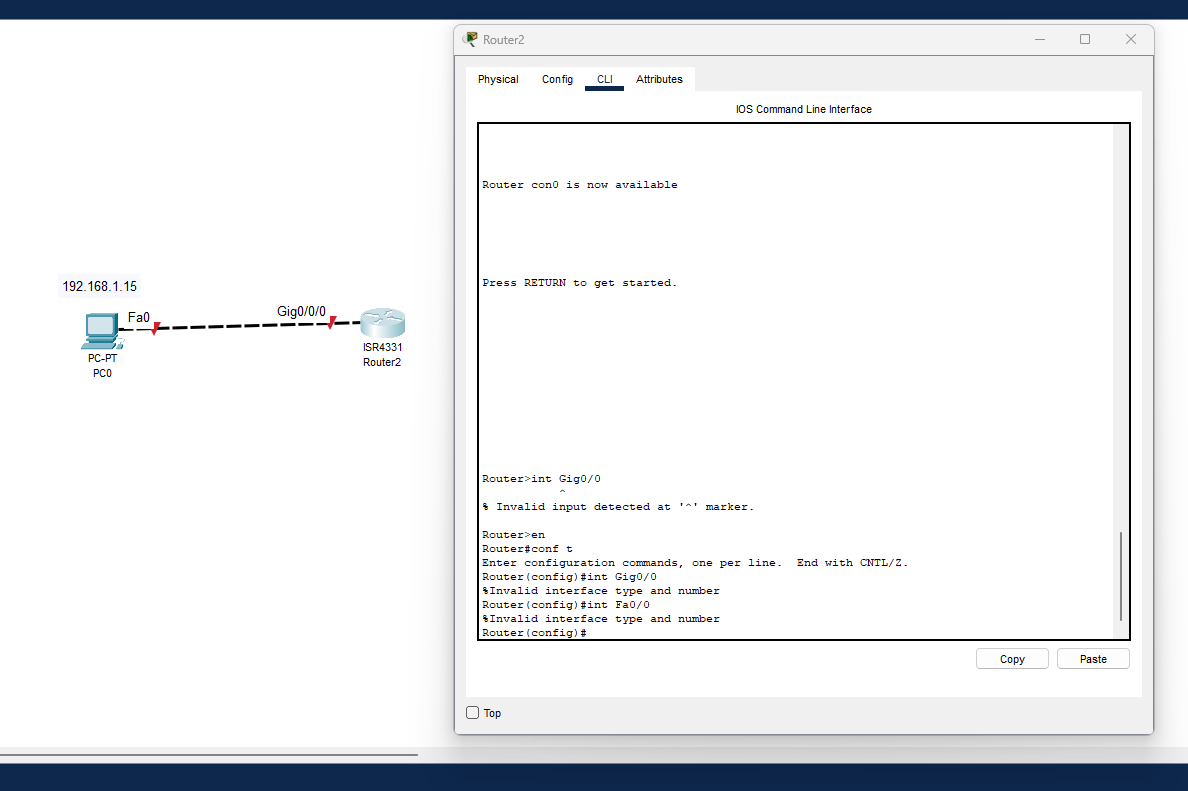 Router2
Physical Config CLI Attributes
IOS Command Line Interface
Router con0 is now available
Press RETURN to get started.
Router>int Gig0/0
^
% Invalid input detected at '^' marker.
Router>en
Router#conf t
Enter configuration commands, one per line.  End with CNTL/Z.
Router(config)#int Gig0/0
%Invalid interface type and number
Router(config)#int Fa0/0
%Invalid interface type and number
Router(config)#
Copy Paste
Top
192.168.1.15
Fa0
Gig0/0/0
PC-PT
PC0
ISR4331
Router2